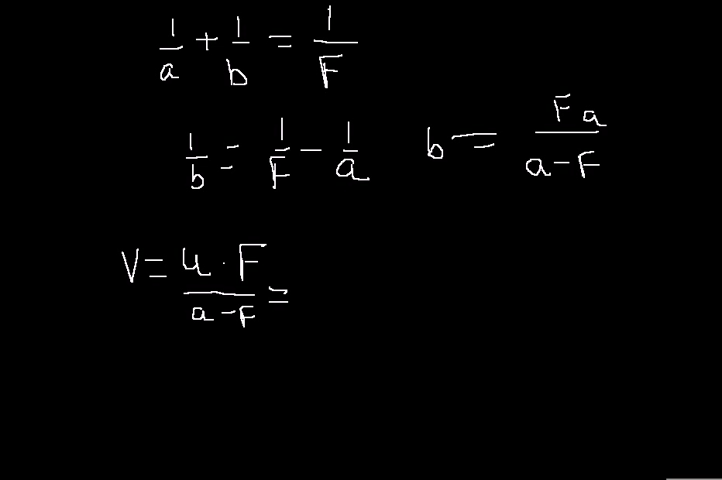 1/a + 1/b = 1/F
1/b = 1/F - 1/a b = Fa/(a-F)
V = u · F/(a-F) =